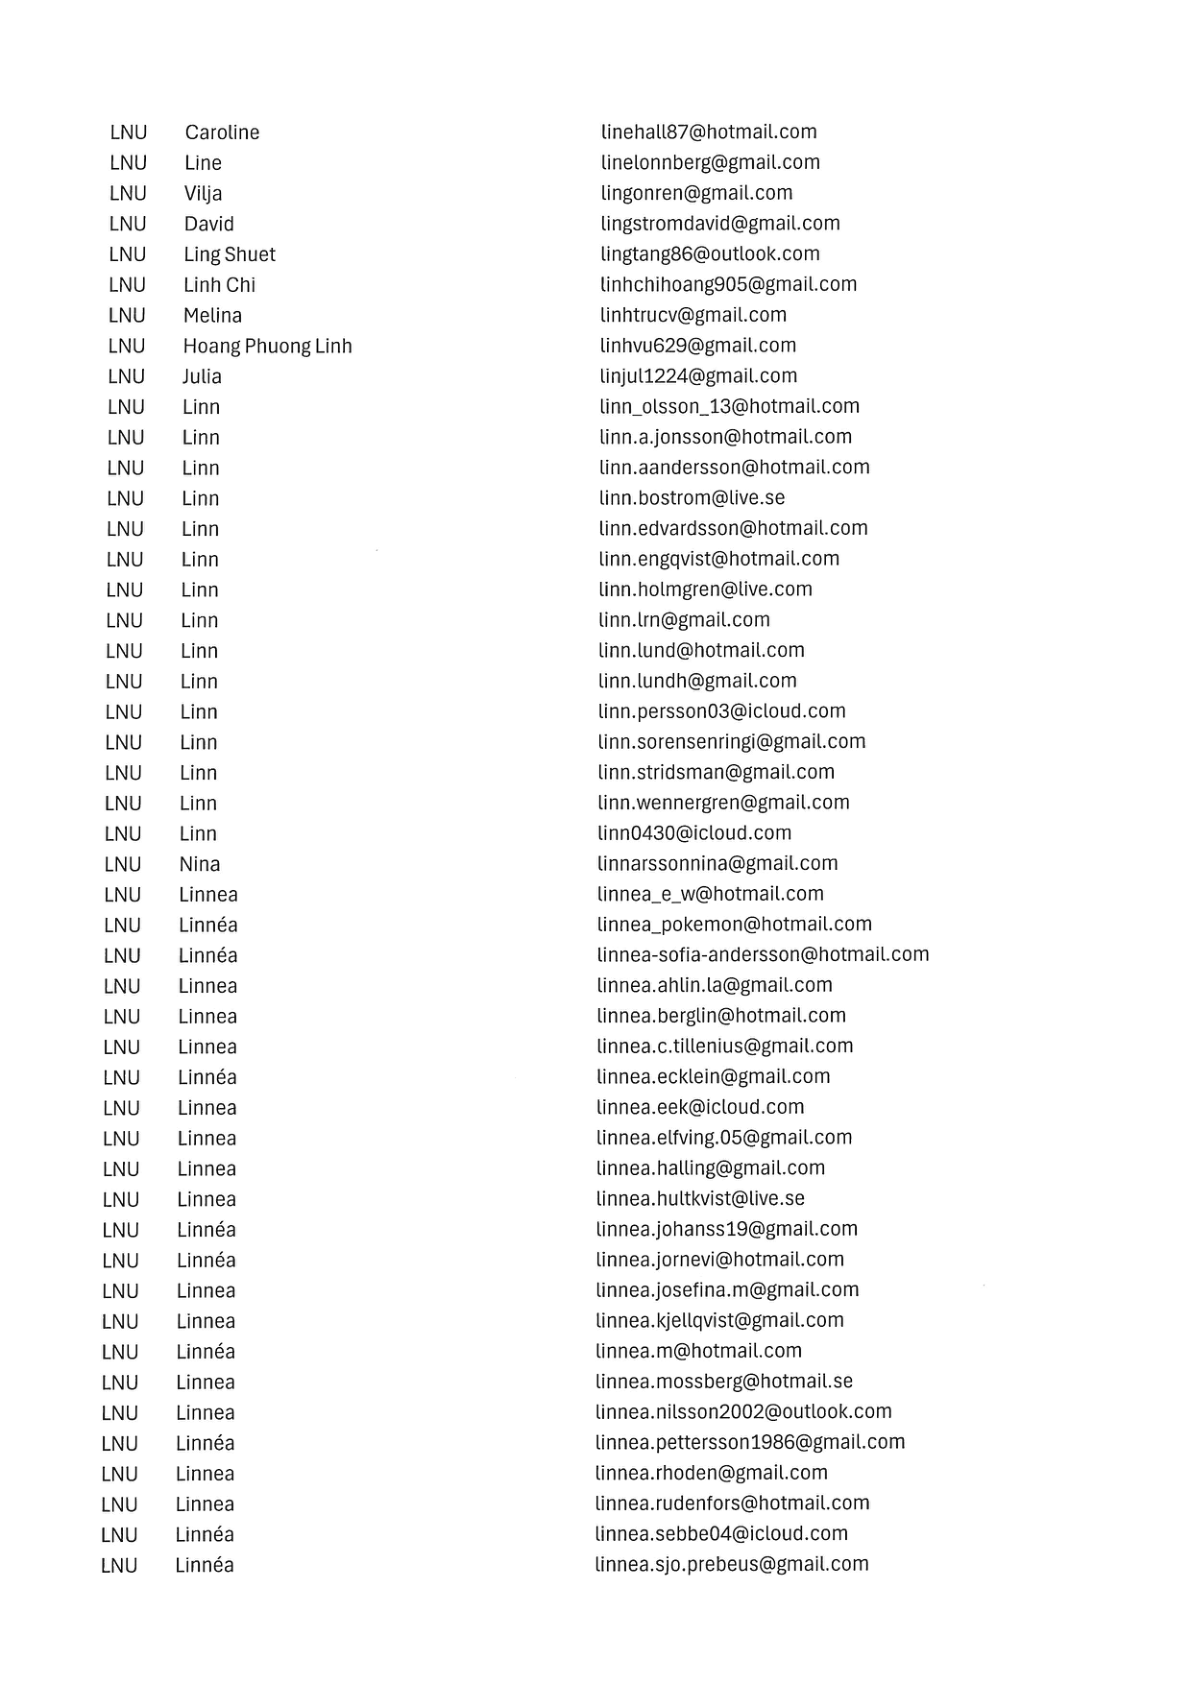 LNU Caroline linehall87@hotmail.com
LNU Line linelonnberg@gmail.com
LNU Vilja lingonren@gmail.com
LNU David lingstromdavid@gmail.com
LNU Ling Shuet lingtang86@outlook.com
LNU Linh Chi linhchihoang905@gmail.com
LNU Melina linhtrucv@gmail.com
LNU Hoang Phuong Linh linhvu629@gmail.com
LNU Julia linjul1224@gmail.com
LNU Linn linn_olsson_13@hotmail.com
LNU Linn linn.a.jonsson@hotmail.com
LNU Linn linn.aandersson@hotmail.com
LNU Linn linn.bostrom@live.se
LNU Linn linn.edvardsson@hotmail.com
LNU Linn linn.engqvist@hotmail.com
LNU Linn linn.holmgren@live.com
LNU Linn linn.lrn@gmail.com
LNU Linn linn.lund@hotmail.com
LNU Linn linn.lundh@gmail.com
LNU Linn linn.persson03@icloud.com
LNU Linn linn.sorensenringi@gmail.com
LNU Linn linn.stridsman@gmail.com
LNU Linn linn.wennergren@gmail.com
LNU Linn linn0430@icloud.com
LNU Nina linnarssonnina@gmail.com
LNU Linnea linnea_e_w@hotmail.com
LNU Linnéa linnea_pokemon@hotmail.com
LNU Linnéa linnea-sofia-andersson@hotmail.com
LNU Linnea linnea.ahlin.la@gmail.com
LNU Linnea linnea.berglin@hotmail.com
LNU Linnea linnea.c.tillenius@gmail.com
LNU Linnéa linnea.ecklein@gmail.com
LNU Linnea linnea.eek@icloud.com
LNU Linnea linnea.elfving.05@gmail.com
LNU Linnea linnea.halling@gmail.com
LNU Linnea linnea.hultkvist@live.se
LNU Linnéa linnea.johanss19@gmail.com
LNU Linnéa linnea.jornevi@hotmail.com
LNU Linnea linnea.josefina.m@gmail.com
LNU Linnea linnea.kjellqvist@gmail.com
LNU Linnéa linnea.m@hotmail.com
LNU Linnea linnea.mossberg@hotmail.se
LNU Linnea linnea.nilsson2002@outlook.com
LNU Linnéa linnea.pettersson1986@gmail.com
LNU Linnea linnea.rhoden@gmail.com
LNU Linnea linnea.rudenfors@hotmail.com
LNU Linnéa linnea.sebbe04@icloud.com
LNU Linnéa linnea.sjo.prebeus@gmail.com